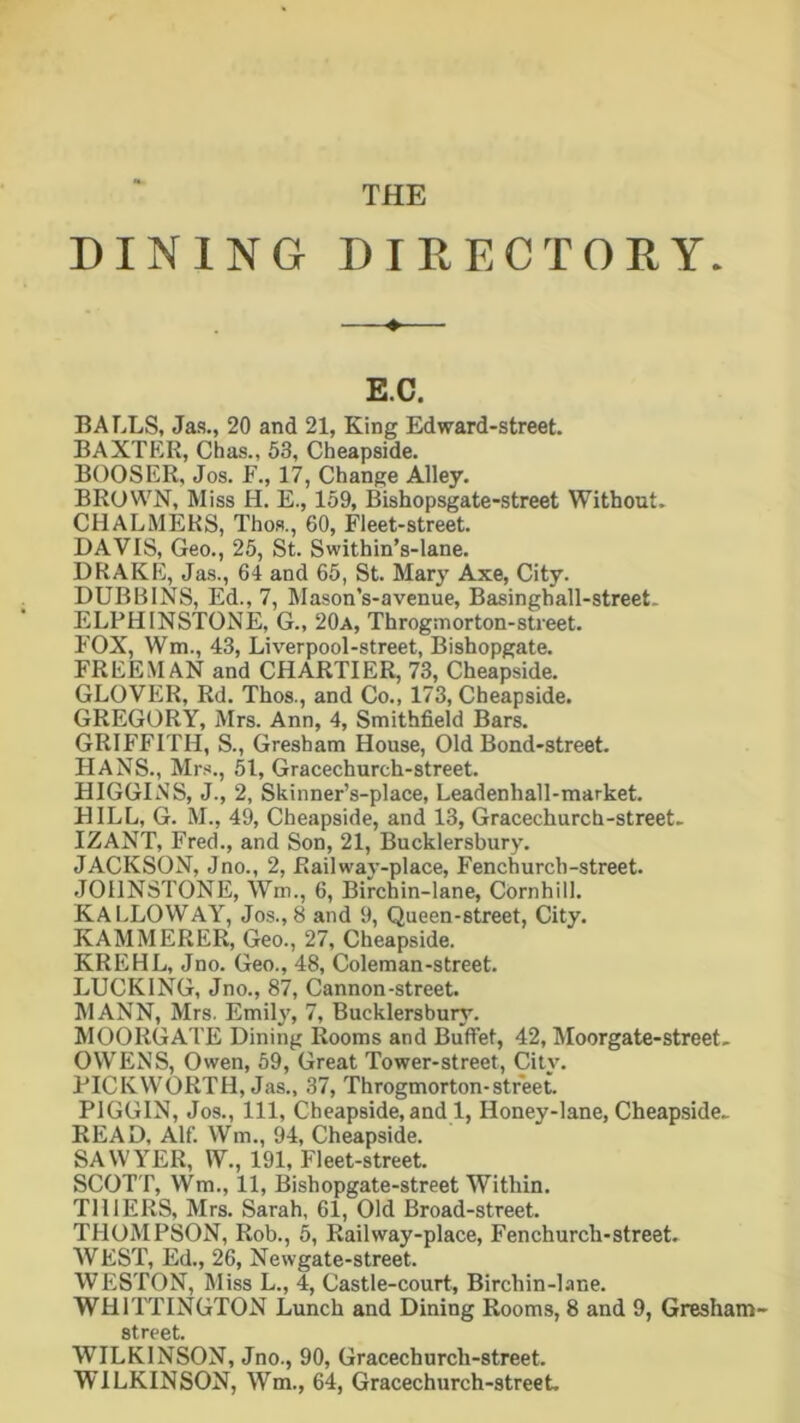 THE
DINING DIRECTORY.
E.C.
BALLS, Jas., 20 and 21, King Edward-street.
BAXTER, Chas., 53, Cheapside.
BOOSER, Jos. F., 17, Change Alley.
BROWN, Miss H. E., 159, Bishopsgate-street Without.
CHALMERS, Thos., 60, Fleet-street.
DAVIS, Geo., 25, St. Swithin's-lane.
DRAKE, Jas., 64 and 65, St. Mary Axe, City.
DUBBINS, Ed., 7, Mason's-avenue, Basinghall-street.
ELPHINSTONE, G., 20A, Throgmorton-street.
FOX, Wm., 43, Liverpool-street, Bishopgate.
FREEMAN and CHARTIER, 73, Cheapside.
GLOVER, Rd. Thos., and Co., 173, Cheapside.
GREGORY, Mrs. Ann, 4, Smithfield Bars.
GRIFFITH, S., Gresham House, Old Bond-street.
HANS., Mrs., 51, Gracechurch-street.
HIGGINS, J., 2, Skinner's-place, Leadenhall-market.
HILL, G. M., 49, Cheapside, and 13, Gracechurch-street.
IZANT, Fred., and Son, 21, Bucklersbury.
JACKSON, Jno., 2, Railway-place, Fenchurch-street.
JOHNSTONE, Wm., 6, Birchin-lane, Cornhill.
KALLOWAY, Jos., 8 and 9, Queen-street, City.
KAMMERER, Geo., 27, Cheapside.
KREHL, Jno. Geo., 48, Coleman-street.
LUCKING, Jno., 87, Cannon-street.
MANN, Mrs. Emily, 7, Bucklersbury.
MOORGATE Dining Rooms and Buffet, 42, Moorgate-street.
OWENS, Owen, 59, Great Tower-street, City.
PICKWORTH, Jas., 37, Throgmorton-street.
PIGGIN, Jos., 111, Cheapside, and 1, Honey-lane, Cheapside.
READ, Alf. Wm., 94, Cheapside.
SAWYER, W., 191, Fleet-street.
SCOTT, Wm., 11, Bishopgate-street Within.
THIERS, Mrs. Sarah, 61, Old Broad-street.
THOMPSON, Rob., 5, Railway-place, Fenchurch-street.
WEST, Ed., 26, Newgate-street.
WESTON, Miss L., 4, Castle-court, Birchin-lane.
WHITTINGTON Lunch and Dining Rooms, 8 and 9, Gresham-
street.
WILKINSON, Jno., 90, Gracechurch-street.
WILKINSON, Wm., 64, Gracechurch-street.